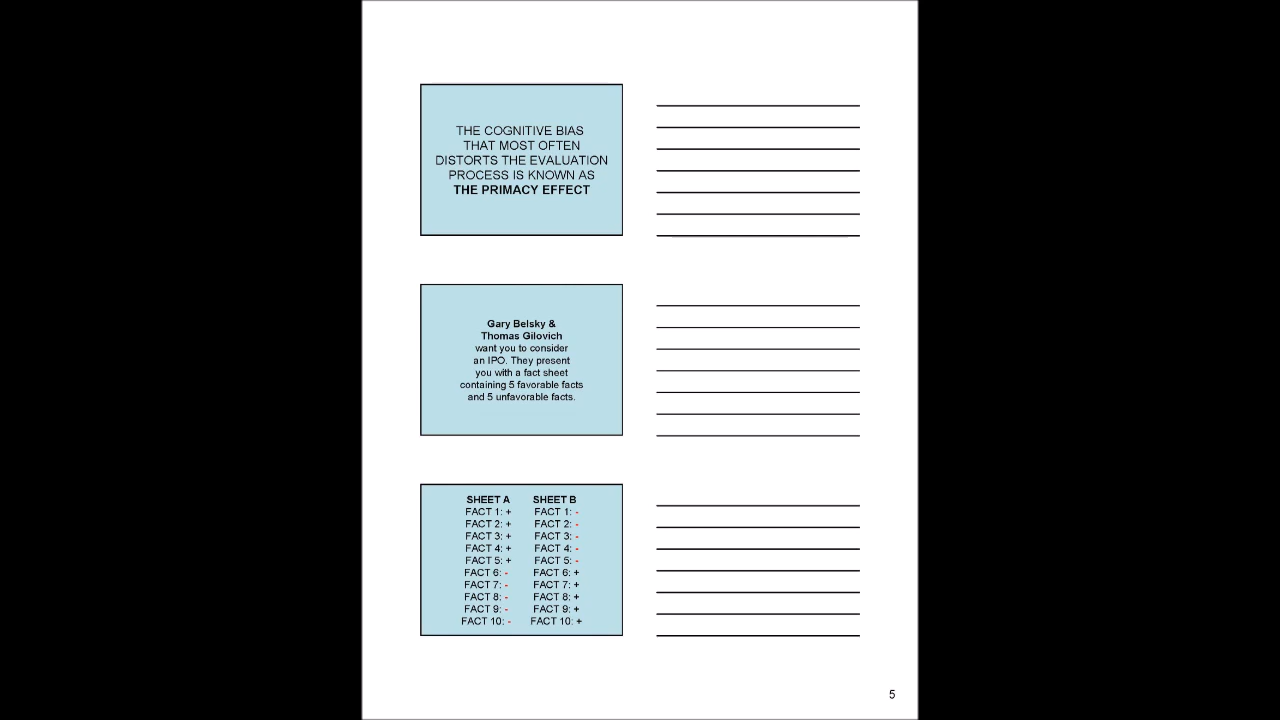 THE COGNITIVE BIAS
THAT MOST OFTEN
DISTORTS THE EVALUATION
PROCESS IS KNOWN AS
THE PRIMACY EFFECT
Gary Belsky &
Thomas Gilovich
want you to consider
an IPO. They present
you with a fact sheet
containing 5 favorable facts
and 5 unfavorable facts.
SHEET A SHEET B
FACT 1: + FACT 1: -
FACT 2: + FACT 2: -
FACT 3: + FACT 3: -
FACT 4: + FACT 4: -
FACT 5: + FACT 5: -
FACT 6: - FACT 6: +
FACT 7: - FACT 7: +
FACT 8: - FACT 8: +
FACT 9: - FACT 9: +
FACT 10: - FACT 10: +
5